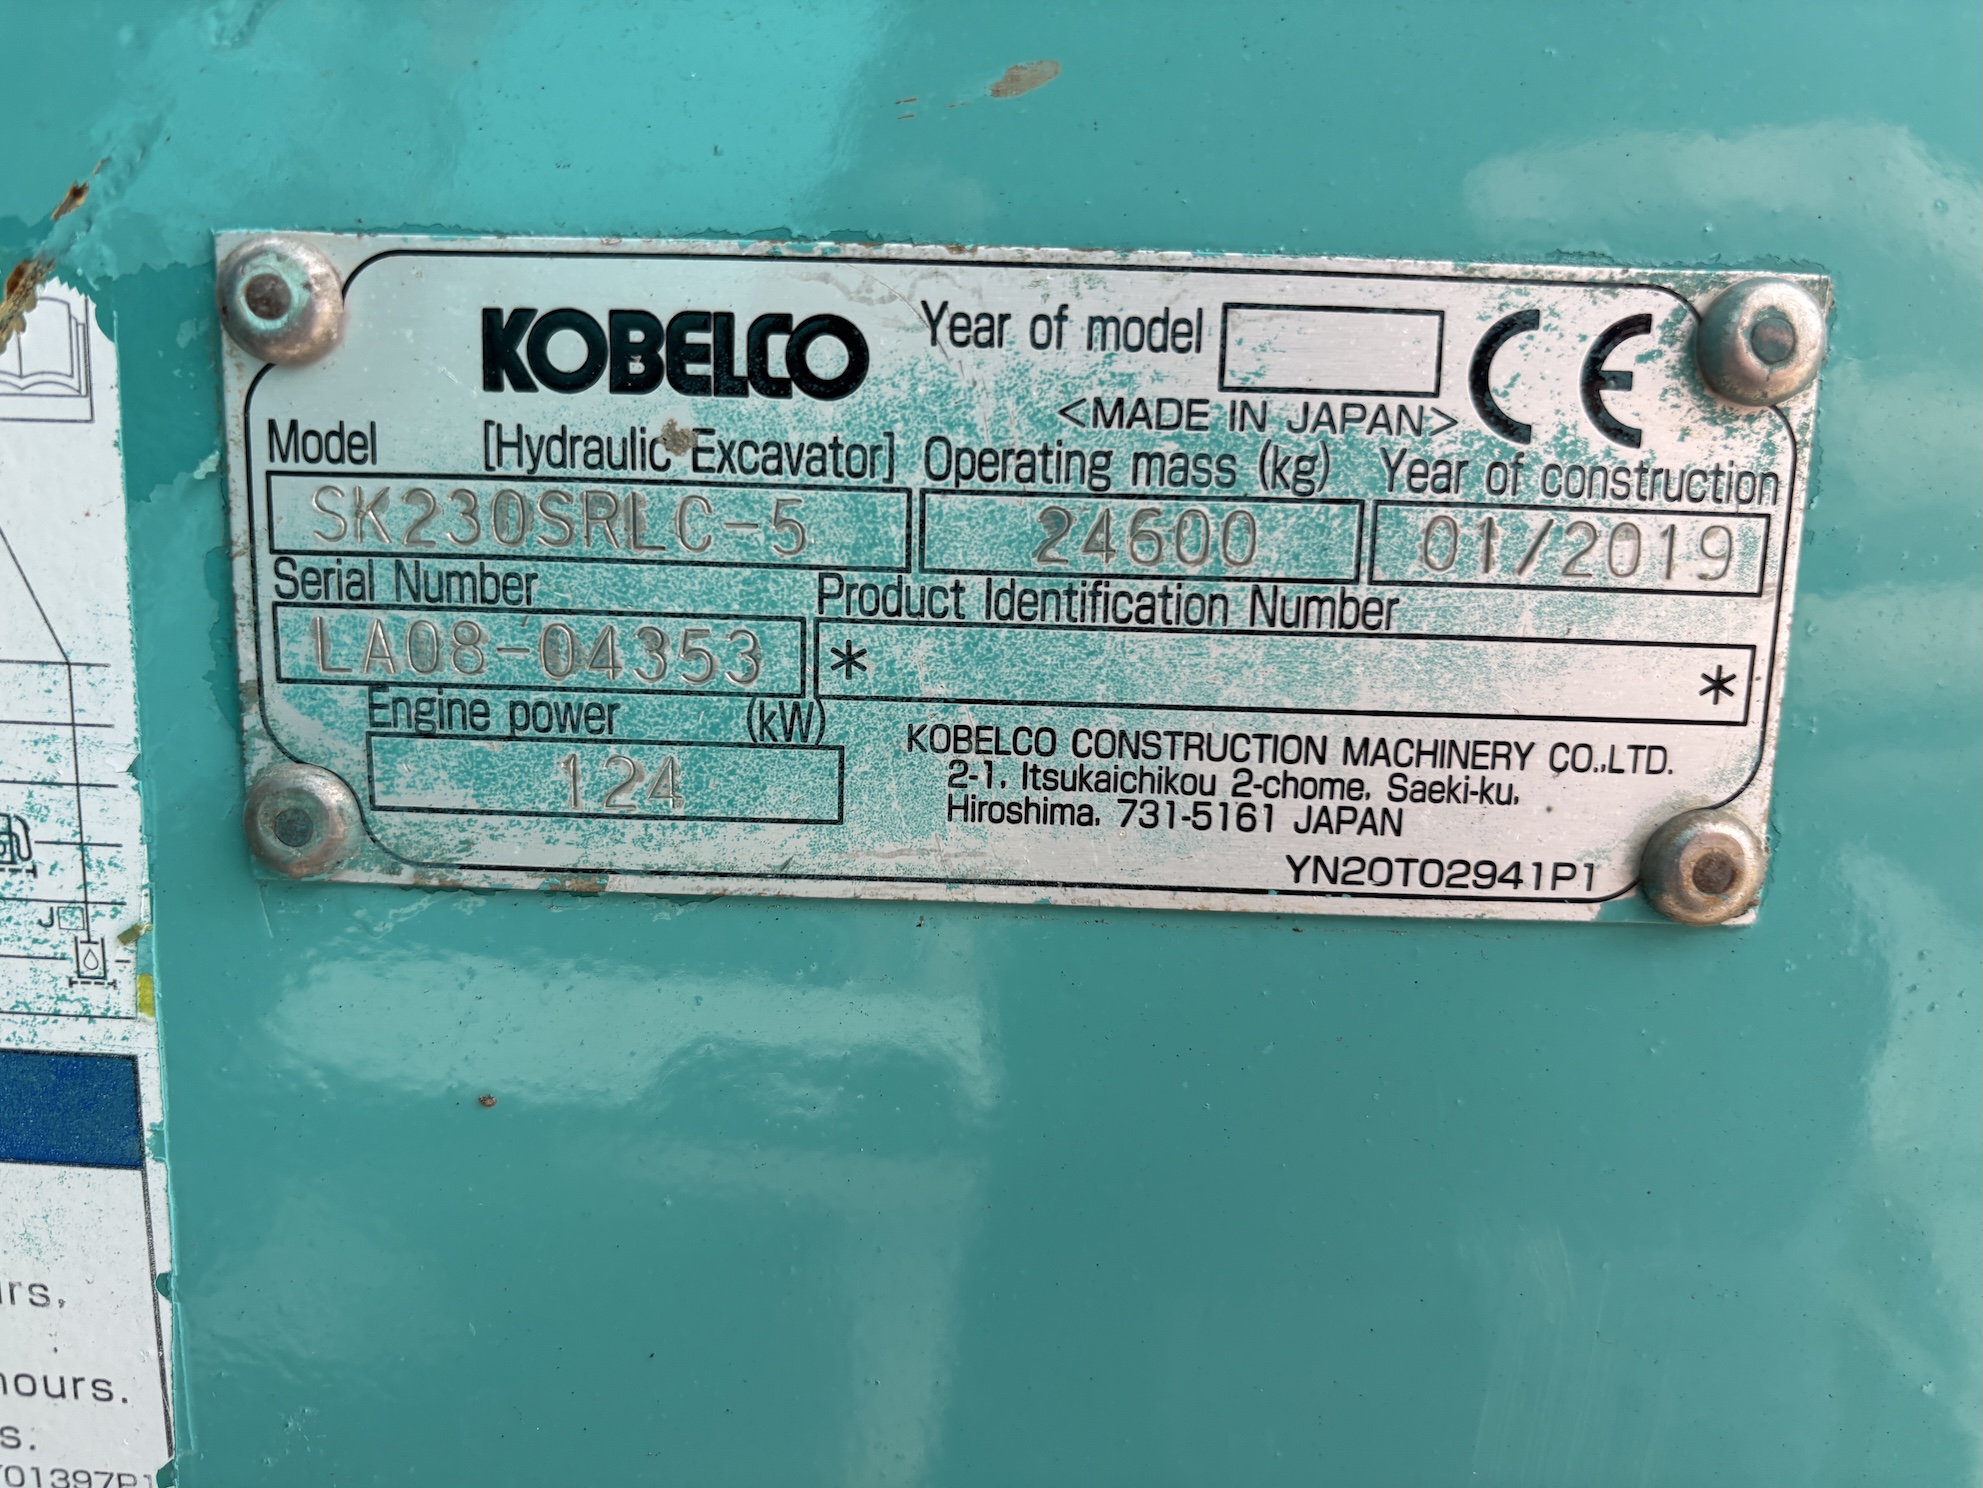 KOBELCO Year of model
<MADE IN JAPAN> CE
Model [Hydraulic Excavator] Operating mass (kg) Year of construction
SK230SRLC-5 24600 01/2019
Serial Number Product Identification Number
LA08-04353 * *
Engine power (kW)
124
KOBELCO CONSTRUCTION MACHINERY CO.,LTD.
2-1, Itsukaichikou 2-chome, Saeki-ku,
Hiroshima, 731-5161 JAPAN
YN20T02941P1
J